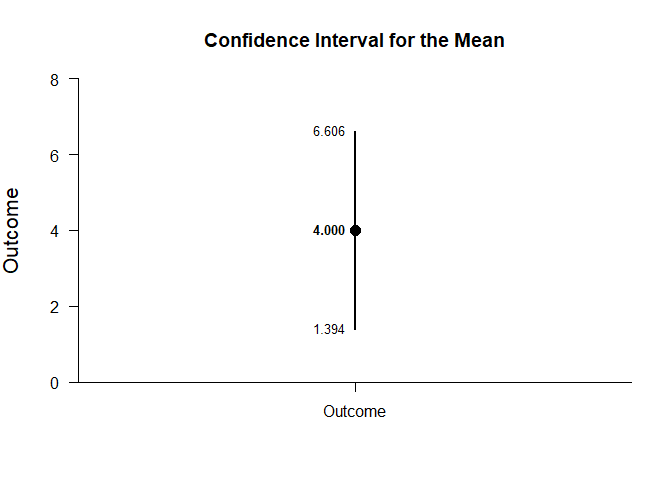 Confidence Interval for the Mean
8
6
4
2
0
Outcome
6.606
4.000
1.394
Outcome